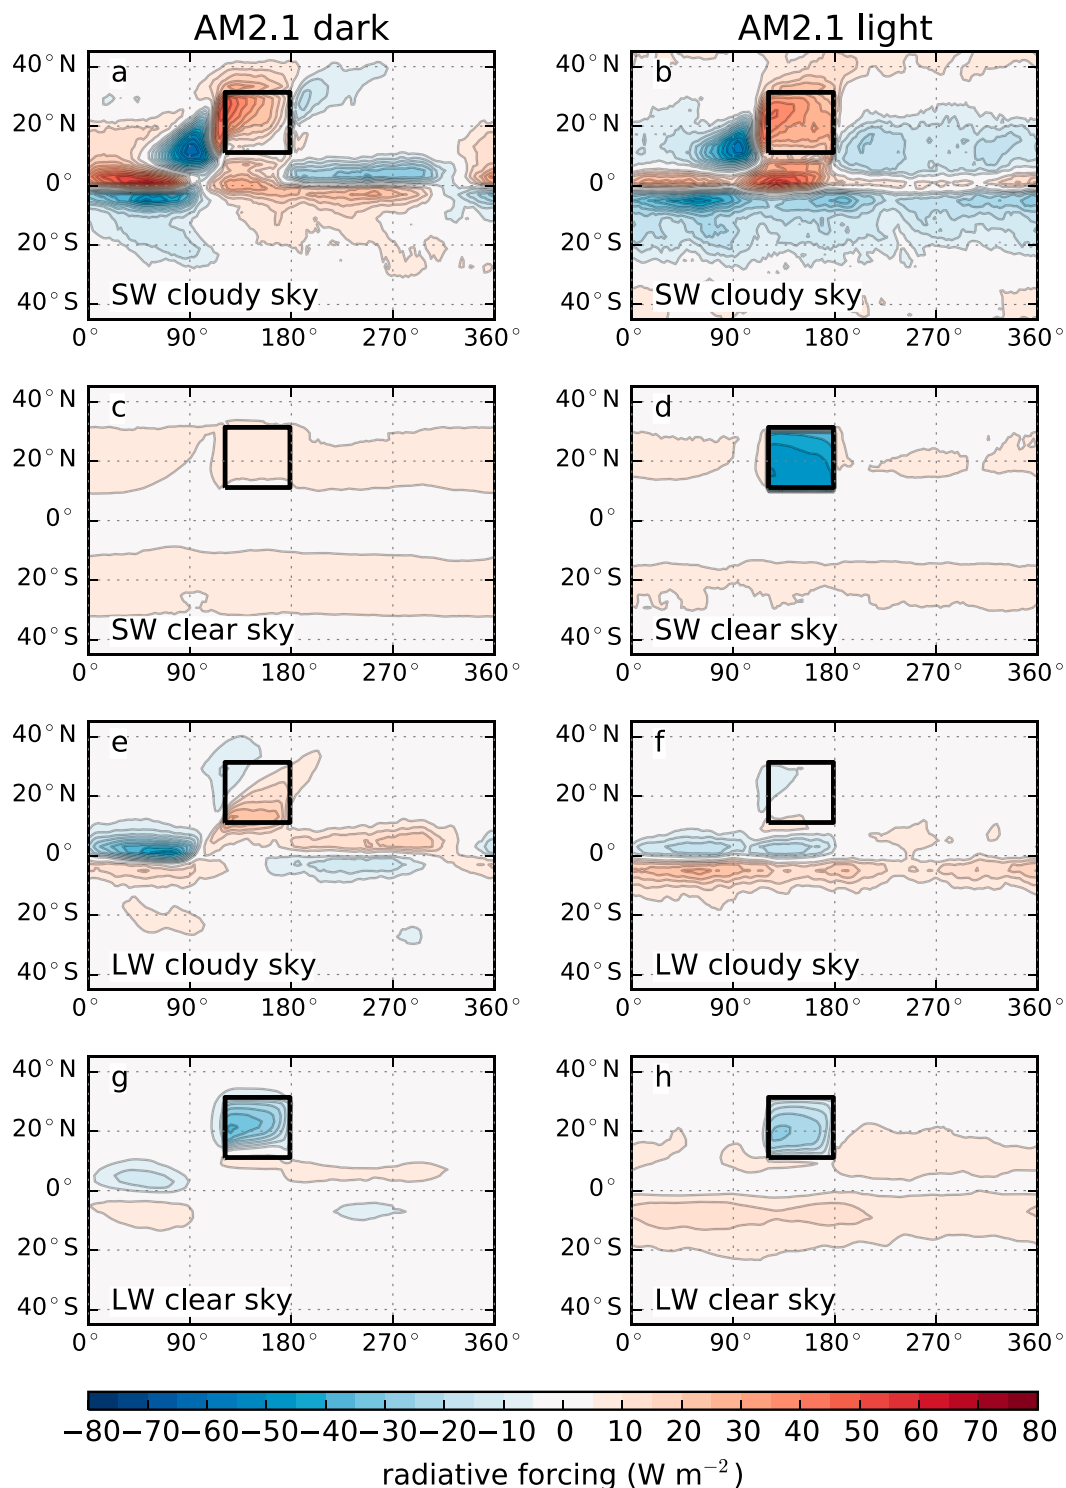 AM2.1 dark AM2.1 light
a
40°N
20°N
0°
20°S
40°S
SW cloudy sky
0° 90° 180° 270° 360°
b
40°N
20°N
0°
20°S
40°S
SW cloudy sky
0° 90° 180° 270° 360°
c
40°N
20°N
0°
20°S
40°S
SW clear sky
0° 90° 180° 270° 360°
d
40°N
20°N
0°
20°S
40°S
SW clear sky
0° 90° 180° 270° 360°
e
40°N
20°N
0°
20°S
40°S
LW cloudy sky
0° 90° 180° 270° 360°
f
40°N
20°N
0°
20°S
40°S
LW cloudy sky
0° 90° 180° 270° 360°
g
40°N
20°N
0°
20°S
40°S
LW clear sky
0° 90° 180° 270° 360°
h
40°N
20°N
0°
20°S
40°S
LW clear sky
0° 90° 180° 270° 360°
−80 −70 −60 −50 −40 −30 −20 −10 0 10 20 30 40 50 60 70 80
radiative forcing (W m⁻²)